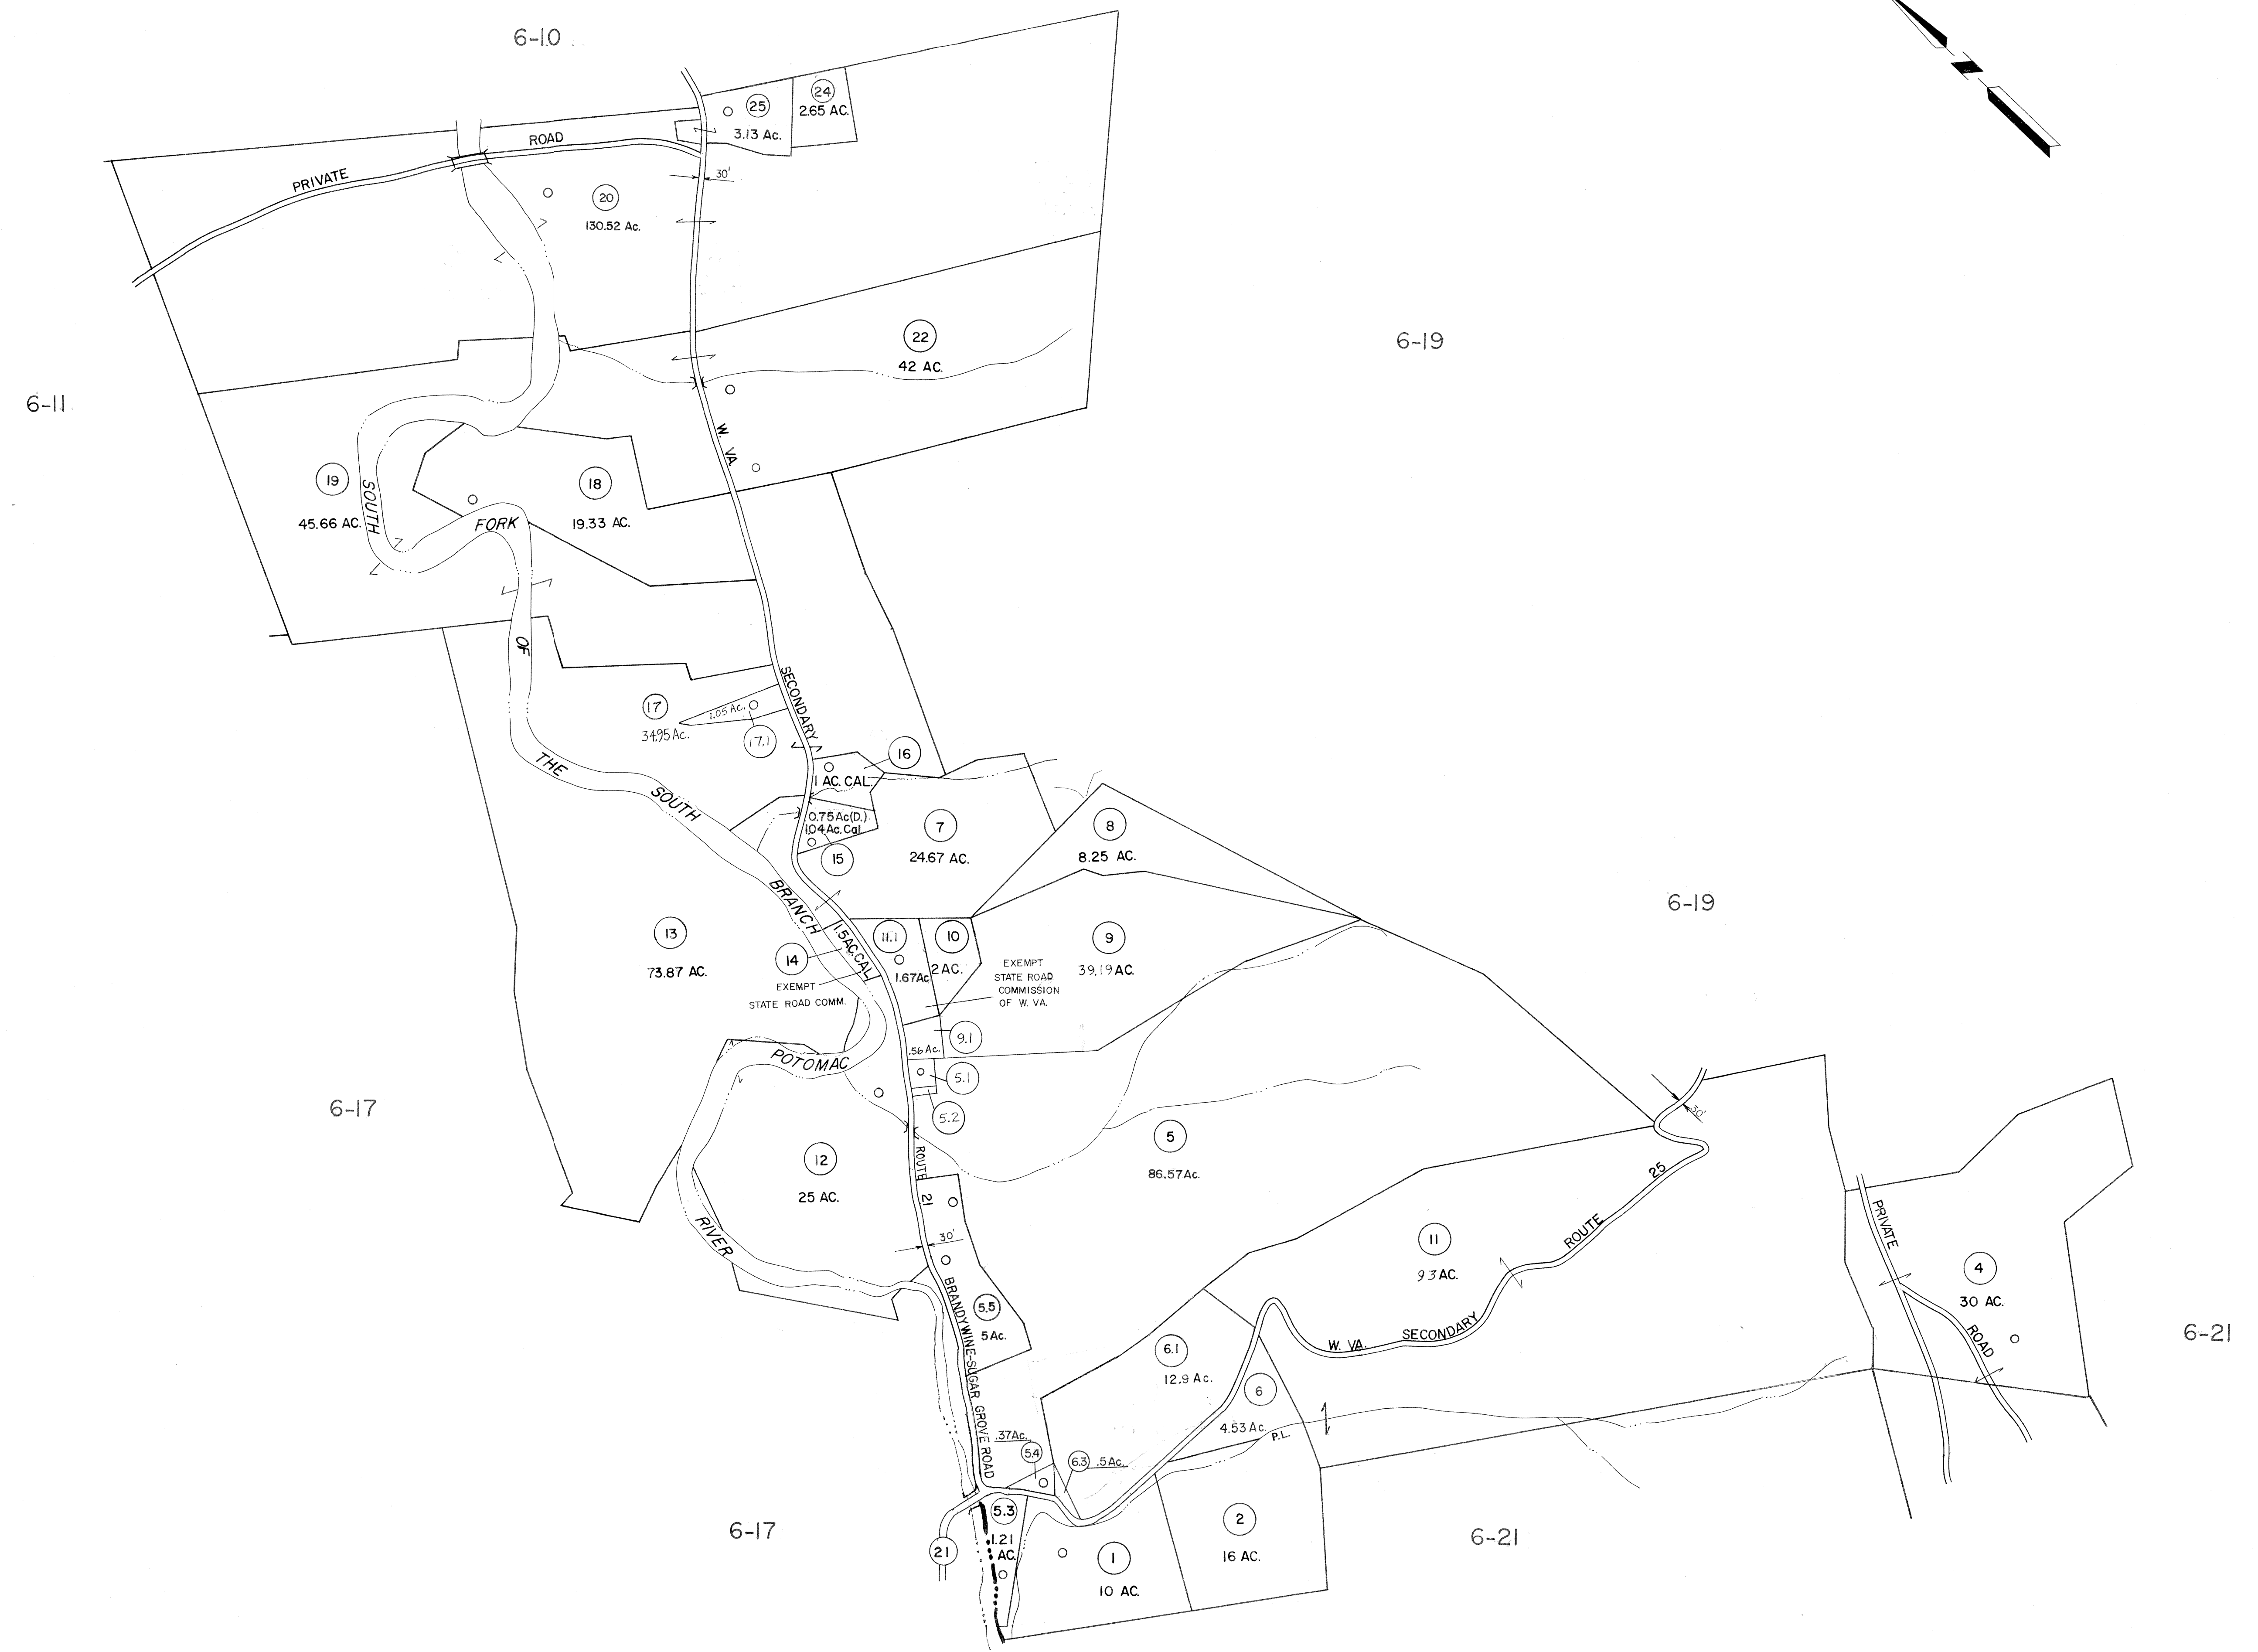 6-10
24
2.65 AC.
25
3.13 Ac.
ROAD
PRIVATE
30'
20
130.52 Ac.
22
42 AC.
6-19
6-11
W. VA.
19
45.66 AC.
SOUTH
18
19.33 AC.
FORK
OF
SECONDARY
17
34.95 Ac.
1.05 Ac.
17.1
16
1 AC. CAL.
THE
SOUTH
0.75 Ac(D.)
1.04 Ac. Cal
15
7
24.67 AC.
8
8.25 AC.
6-19
BRANCH
13
73.87 AC.
14
1.5 AC. CAL
EXEMPT
STATE ROAD COMM.
11.1
1.67 Ac
10
2 AC.
EXEMPT
STATE ROAD
COMMISSION
OF W. VA.
9
39.19 AC.
9.1
.56 Ac.
POTOMAC
5.1
5.2
6-17
30'
5
86.57 Ac.
12
25 AC.
ROUTE
21
30'
RIVER
25
ROUTE
11
93 AC.
PRIVATE
4
30 AC.
ROAD
6-21
BRANDYWINE-SUGAR GROVE ROAD
5.5
5 Ac.
W. VA.
SECONDARY
6.1
12.9 Ac.
6
4.53 Ac.
P.L.
.37 Ac.
5.4
6.3
.5 Ac.
5.3
1.21
AC.
6-17
21
1
10 AC.
2
16 AC.
6-21